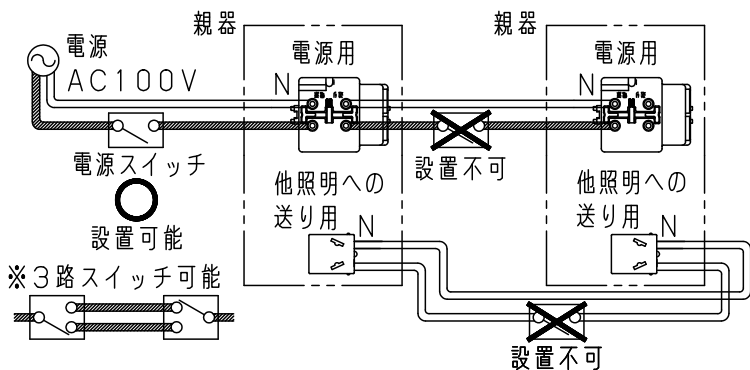 親器
親器
電源
AC100V
電源用
N
電源用
N
電源スイッチ
設置可能
設置不可
他照明への
送り用
N
他照明への
送り用
N
※3路スイッチ可能
設置不可